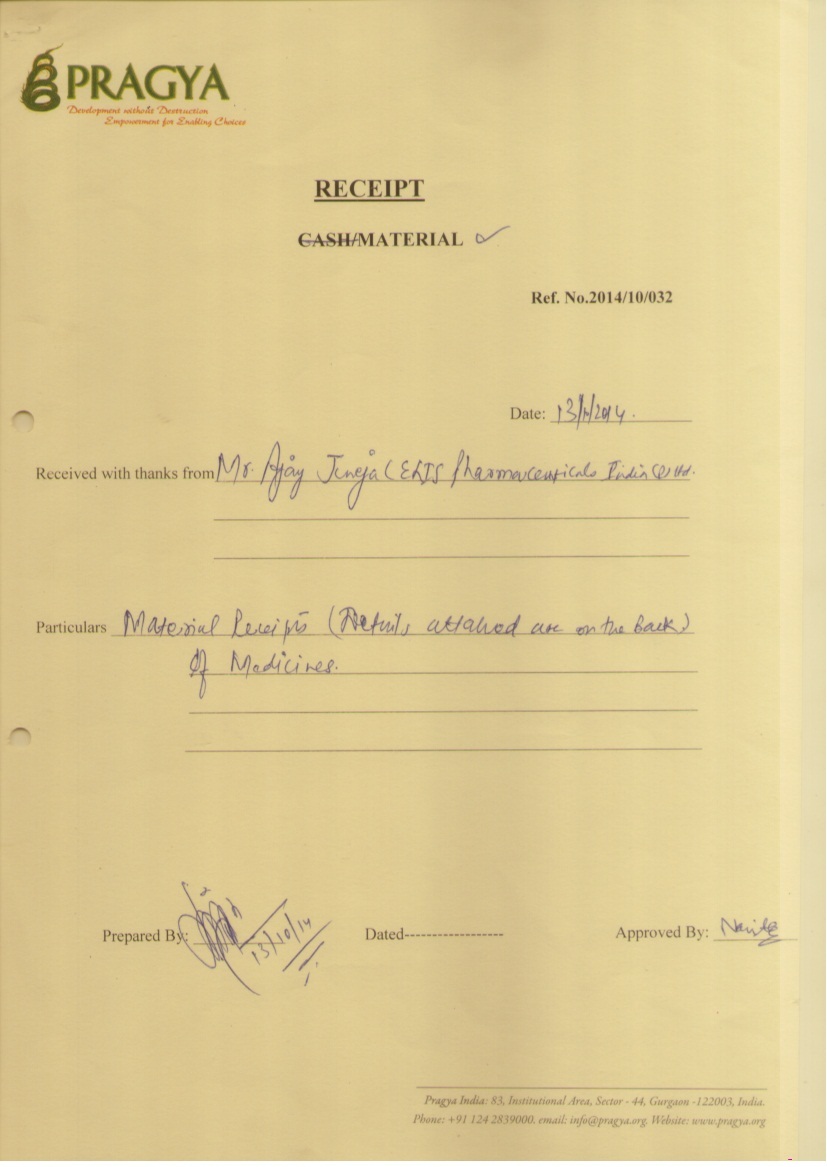 PRAGYA
Development without Destruction
Empowerment for Enabling Choices
RECEIPT
CASH/MATERIAL ✓
Ref. No.2014/10/032
Date: 13/ /2014.
Received with thanks from Mr. Ajay Juneja (Pharmaceuticals India (P) Ltd.
Particulars Material Receipts (Details attached are on the Back)
of Medicines.
Prepared By: 13/10/14 Dated------------------ Approved By:
Pragya India: 83, Institutional Area, Sector - 44, Gurgaon -122003, India.
Phone: +91 124 2839000. email: info@pragya.org. Website: www.pragya.org